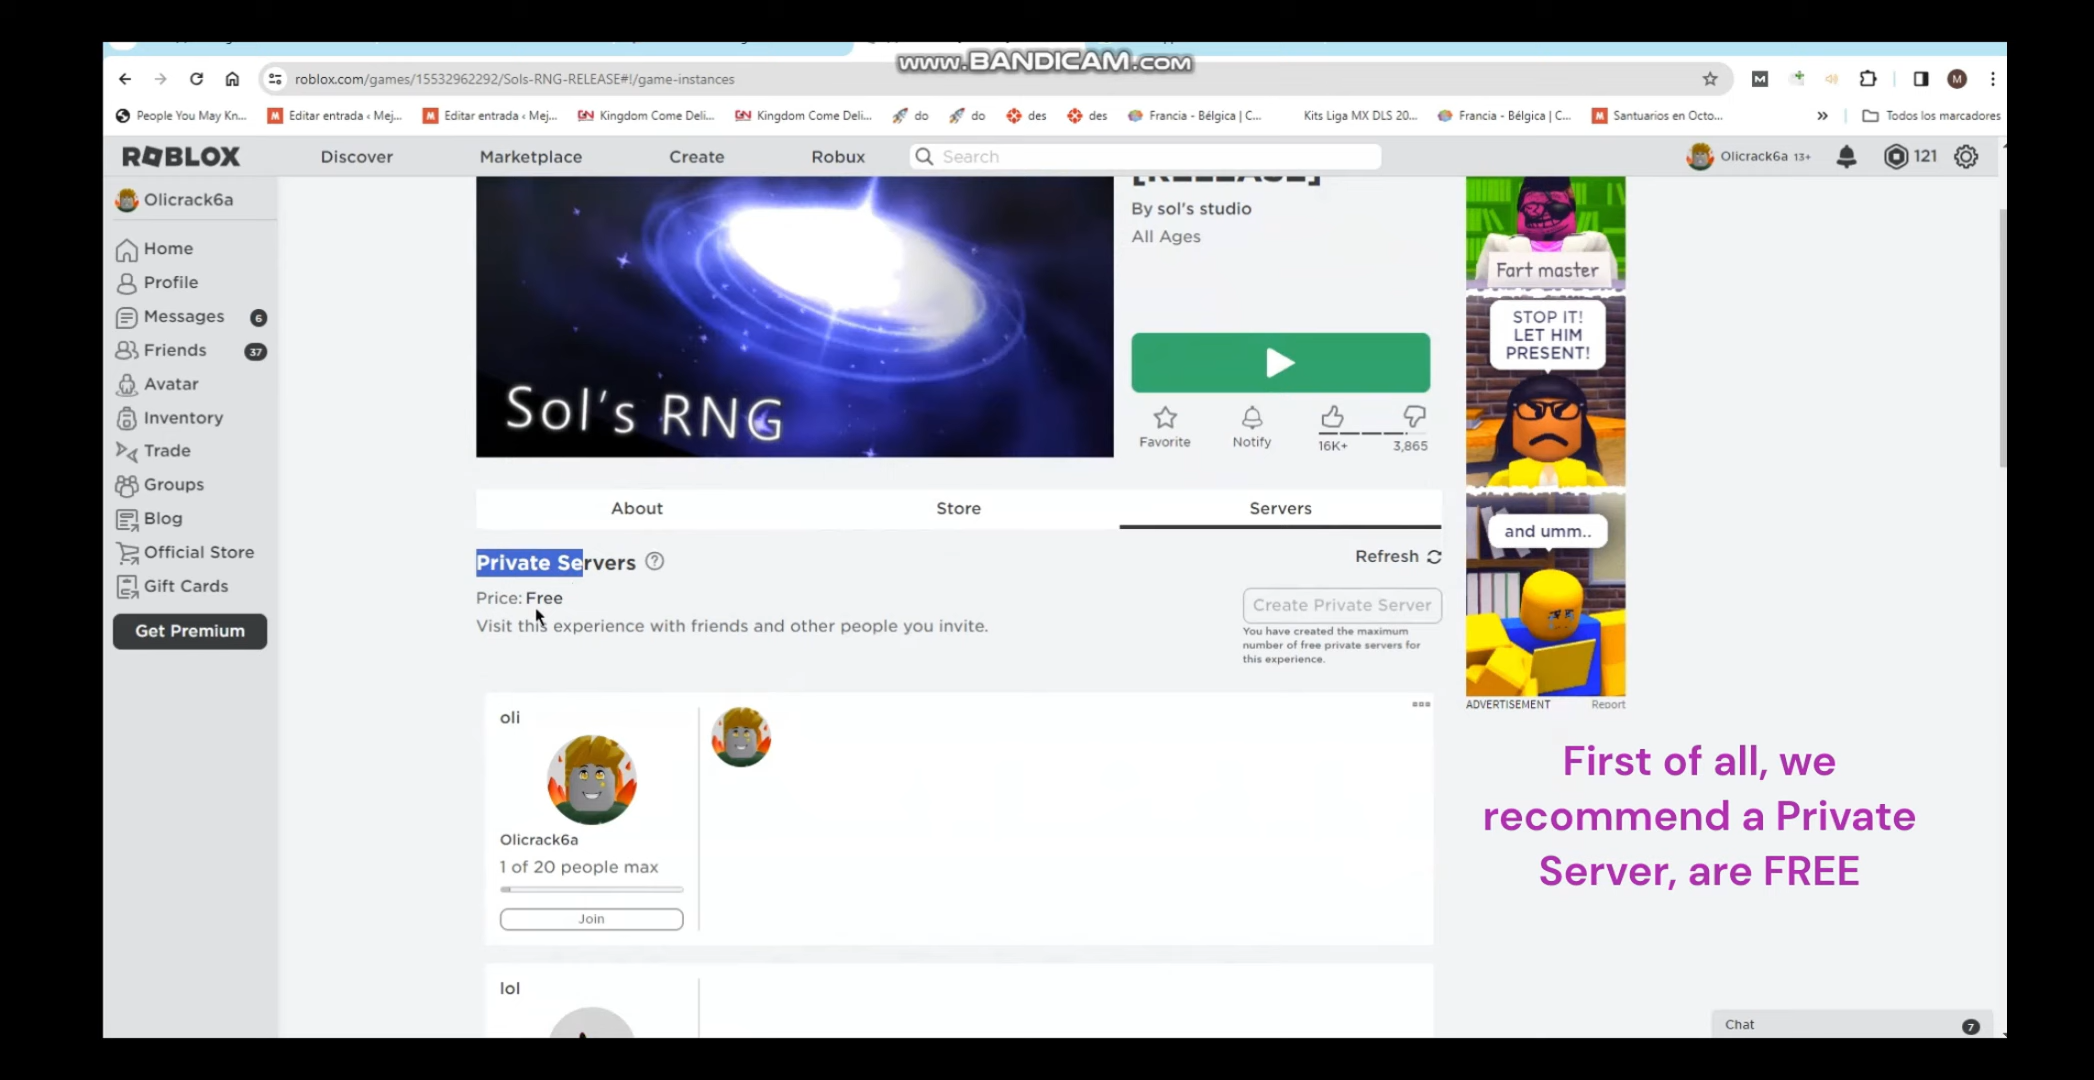 www.BANDICAM.com
roblox.com/games/15532962292/Sols-RNG-RELEASE#!/game-instances
M
People You May Kn...
Editar entrada ‹ Mej...
Editar entrada ‹ Mej...
Kingdom Come Deli...
Kingdom Come Deli...
do
do
des
des
Francia - Bélgica | C...
Kits Liga MX DLS 20...
Francia - Bélgica | C...
Santuarios en Octo...
»
Todos los marcadores
ROBLOX
Discover
Marketplace
Create
Robux
Search
Olicrack6a 13+
121
Olicrack6a
Home
Profile
Messages 6
Friends 37
Avatar
Inventory
Trade
Groups
Blog
Official Store
Gift Cards
Get Premium
Sol's RNG
[RELEASE]
By sol's studio
All Ages
Favorite
Notify
16K+
3,865
About
Store
Servers
Private Servers
Refresh
Price: Free
Visit this experience with friends and other people you invite.
Create Private Server
You have created the maximum
number of free private servers for
this experience.
oli
Olicrack6a
1 of 20 people max
Join
lol
Fart master
STOP IT!
LET HIM
PRESENT!
and umm..
ADVERTISEMENT
Report
First of all, we
recommend a Private
Server, are FREE
Chat
7